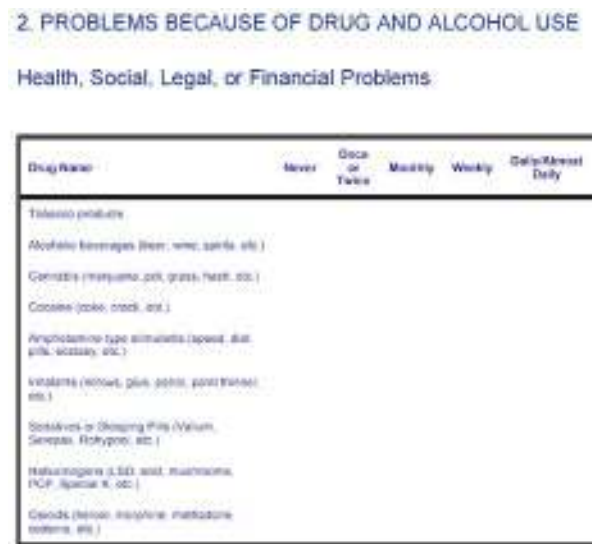 2. PROBLEMS BECAUSE OF DRUG AND ALCOHOL USE
Health, Social, Legal, or Financial Problems
Drug Name Never Once or Twice Monthly Weekly Daily/Almost Daily
Tobacco products
Alcoholic beverages (beer, wine, spirits, etc.)
Cannabis (marijuana, pot, grass, hash, etc.)
Cocaine (coke, crack, etc.)
Amphetamine type stimulants (speed, diet
pills, ecstasy, etc.)
Inhalants (nitrous, glue, petrol, paint thinner,
etc.)
Sedatives or Sleeping Pills (Valium,
Serepax, Rohypnol, etc.)
Hallucinogens (LSD, acid, mushrooms,
PCP, Special K, etc.)
Opioids (heroin, morphine, methadone,
codeine, etc.)